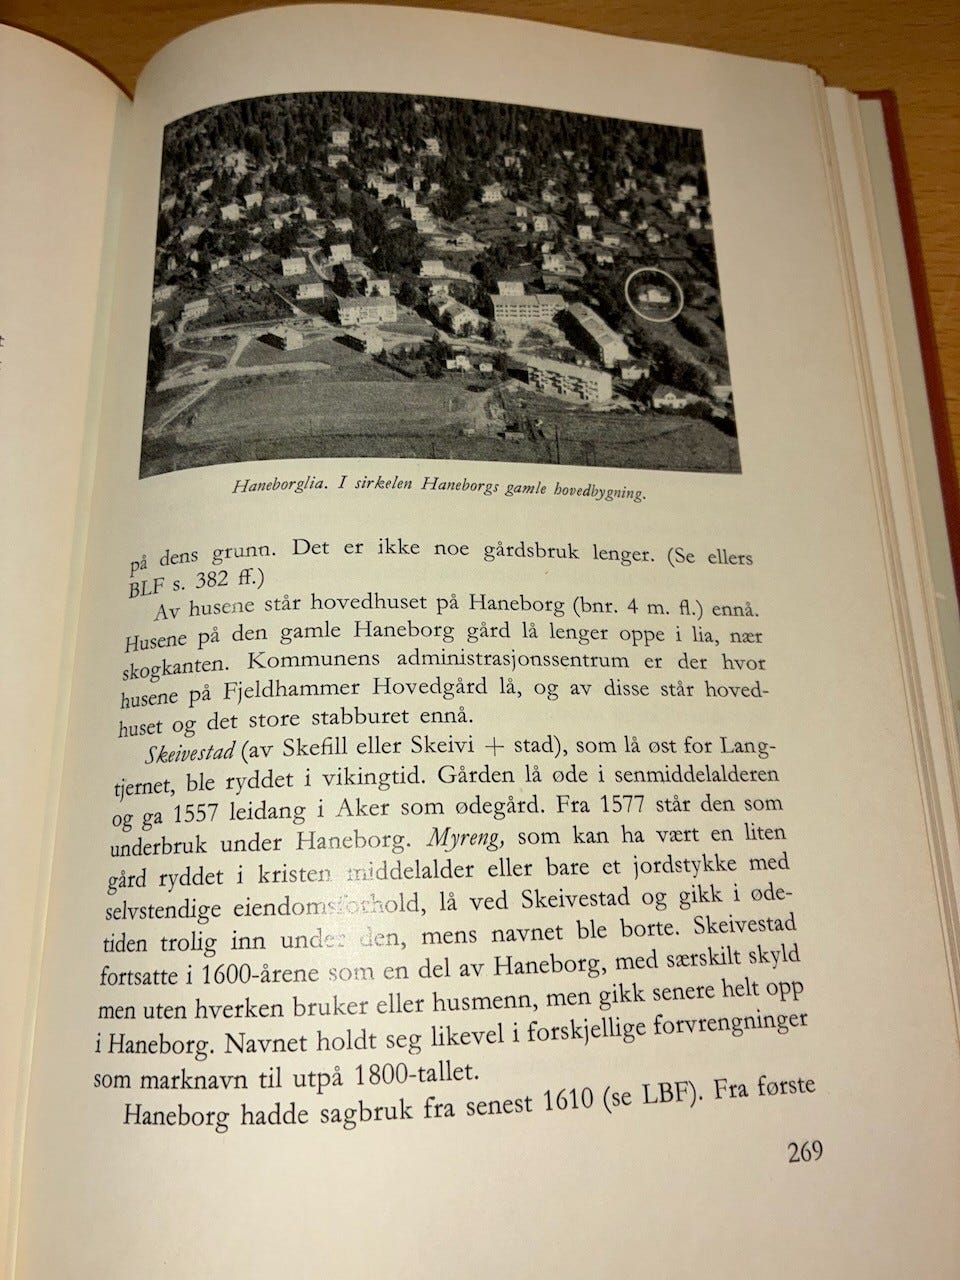 Haneborglia. I sirkelen Haneborgs gamle hovedbygning.
på dens grunn. Det er ikke noe gårdsbruk lenger. (Se ellers
BLF s. 382 ff.)
Av husene står hovedhuset på Haneborg (bnr. 4 m. fl.) ennå.
Husene på den gamle Haneborg gård lå lenger oppe i lia, nær
skogkanten. Kommunens administrasjonssentrum er der hvor
husene på Fjeldhammer Hovedgård lå, og av disse står hoved-
huset og det store stabburet ennå.
Skeivestad (av Skefill eller Skeivi + stad), som lå øst for Lang-
tjernet, ble ryddet i vikingtid. Gården lå øde i senmiddelalderen
og ga 1557 leidang i Aker som ødegård. Fra 1577 står den som
underbruk under Haneborg. Myreng, som kan ha vært en liten
gård ryddet i kristen middelalder eller bare et jordstykke med
selvstendige eiendomsforhold, lå ved Skeivestad og gikk i øde-
tiden trolig inn under den, mens navnet ble borte. Skeivestad
fortsatte i 1600-årene som en del av Haneborg, med særskilt skyld
men uten hverken bruker eller husmenn, men gikk senere helt opp
i Haneborg. Navnet holdt seg likevel i forskjellige forvrengninger
som marknavn til utpå 1800-tallet.
Haneborg hadde sagbruk fra senest 1610 (se LBF). Fra første
269